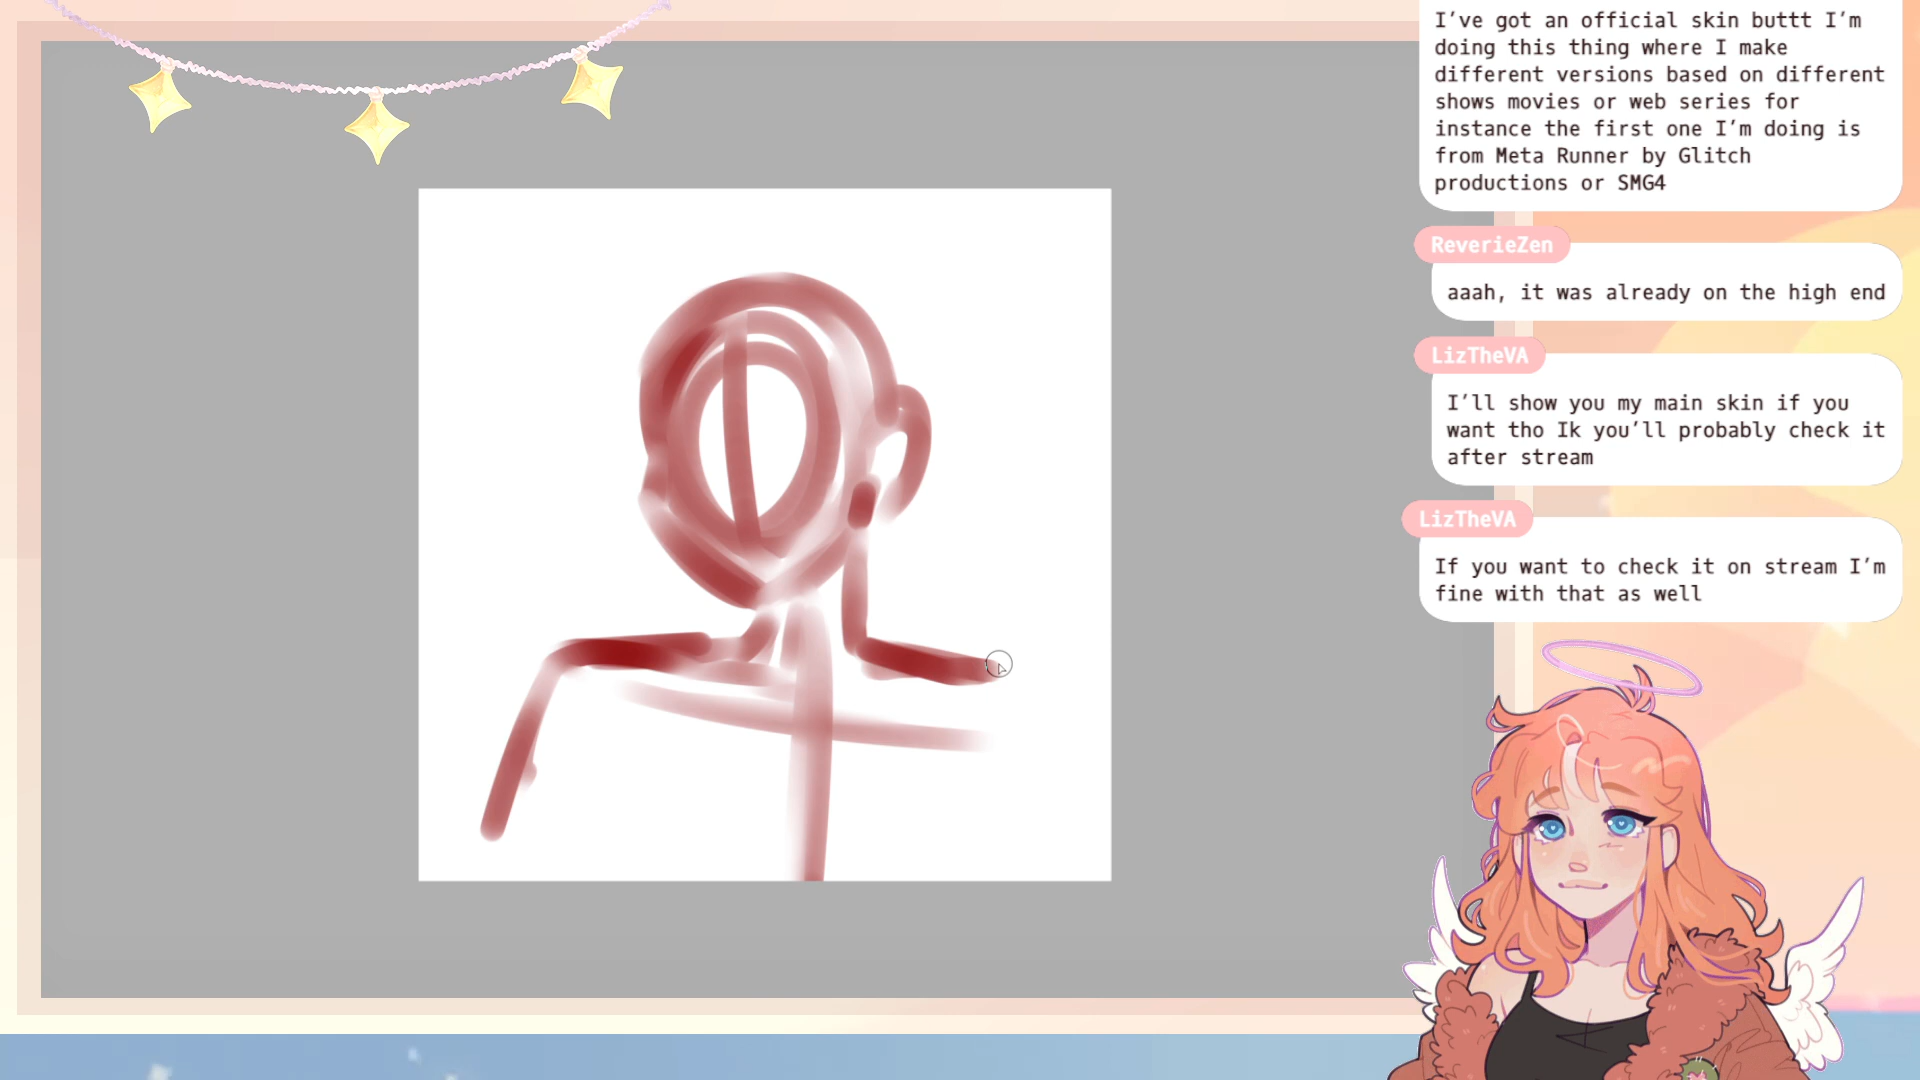 I've got an official skin buttt I'm
doing this thing where I make
different versions based on different
shows movies or web series for
instance the first one I'm doing is
from Meta Runner by Glitch
productions or SMG4
ReverieZen
aaah, it was already on the high end
LizTheVA
I'll show you my main skin if you
want tho Ik you'll probably check it
after stream
LizTheVA
If you want to check it on stream I'm
fine with that as well